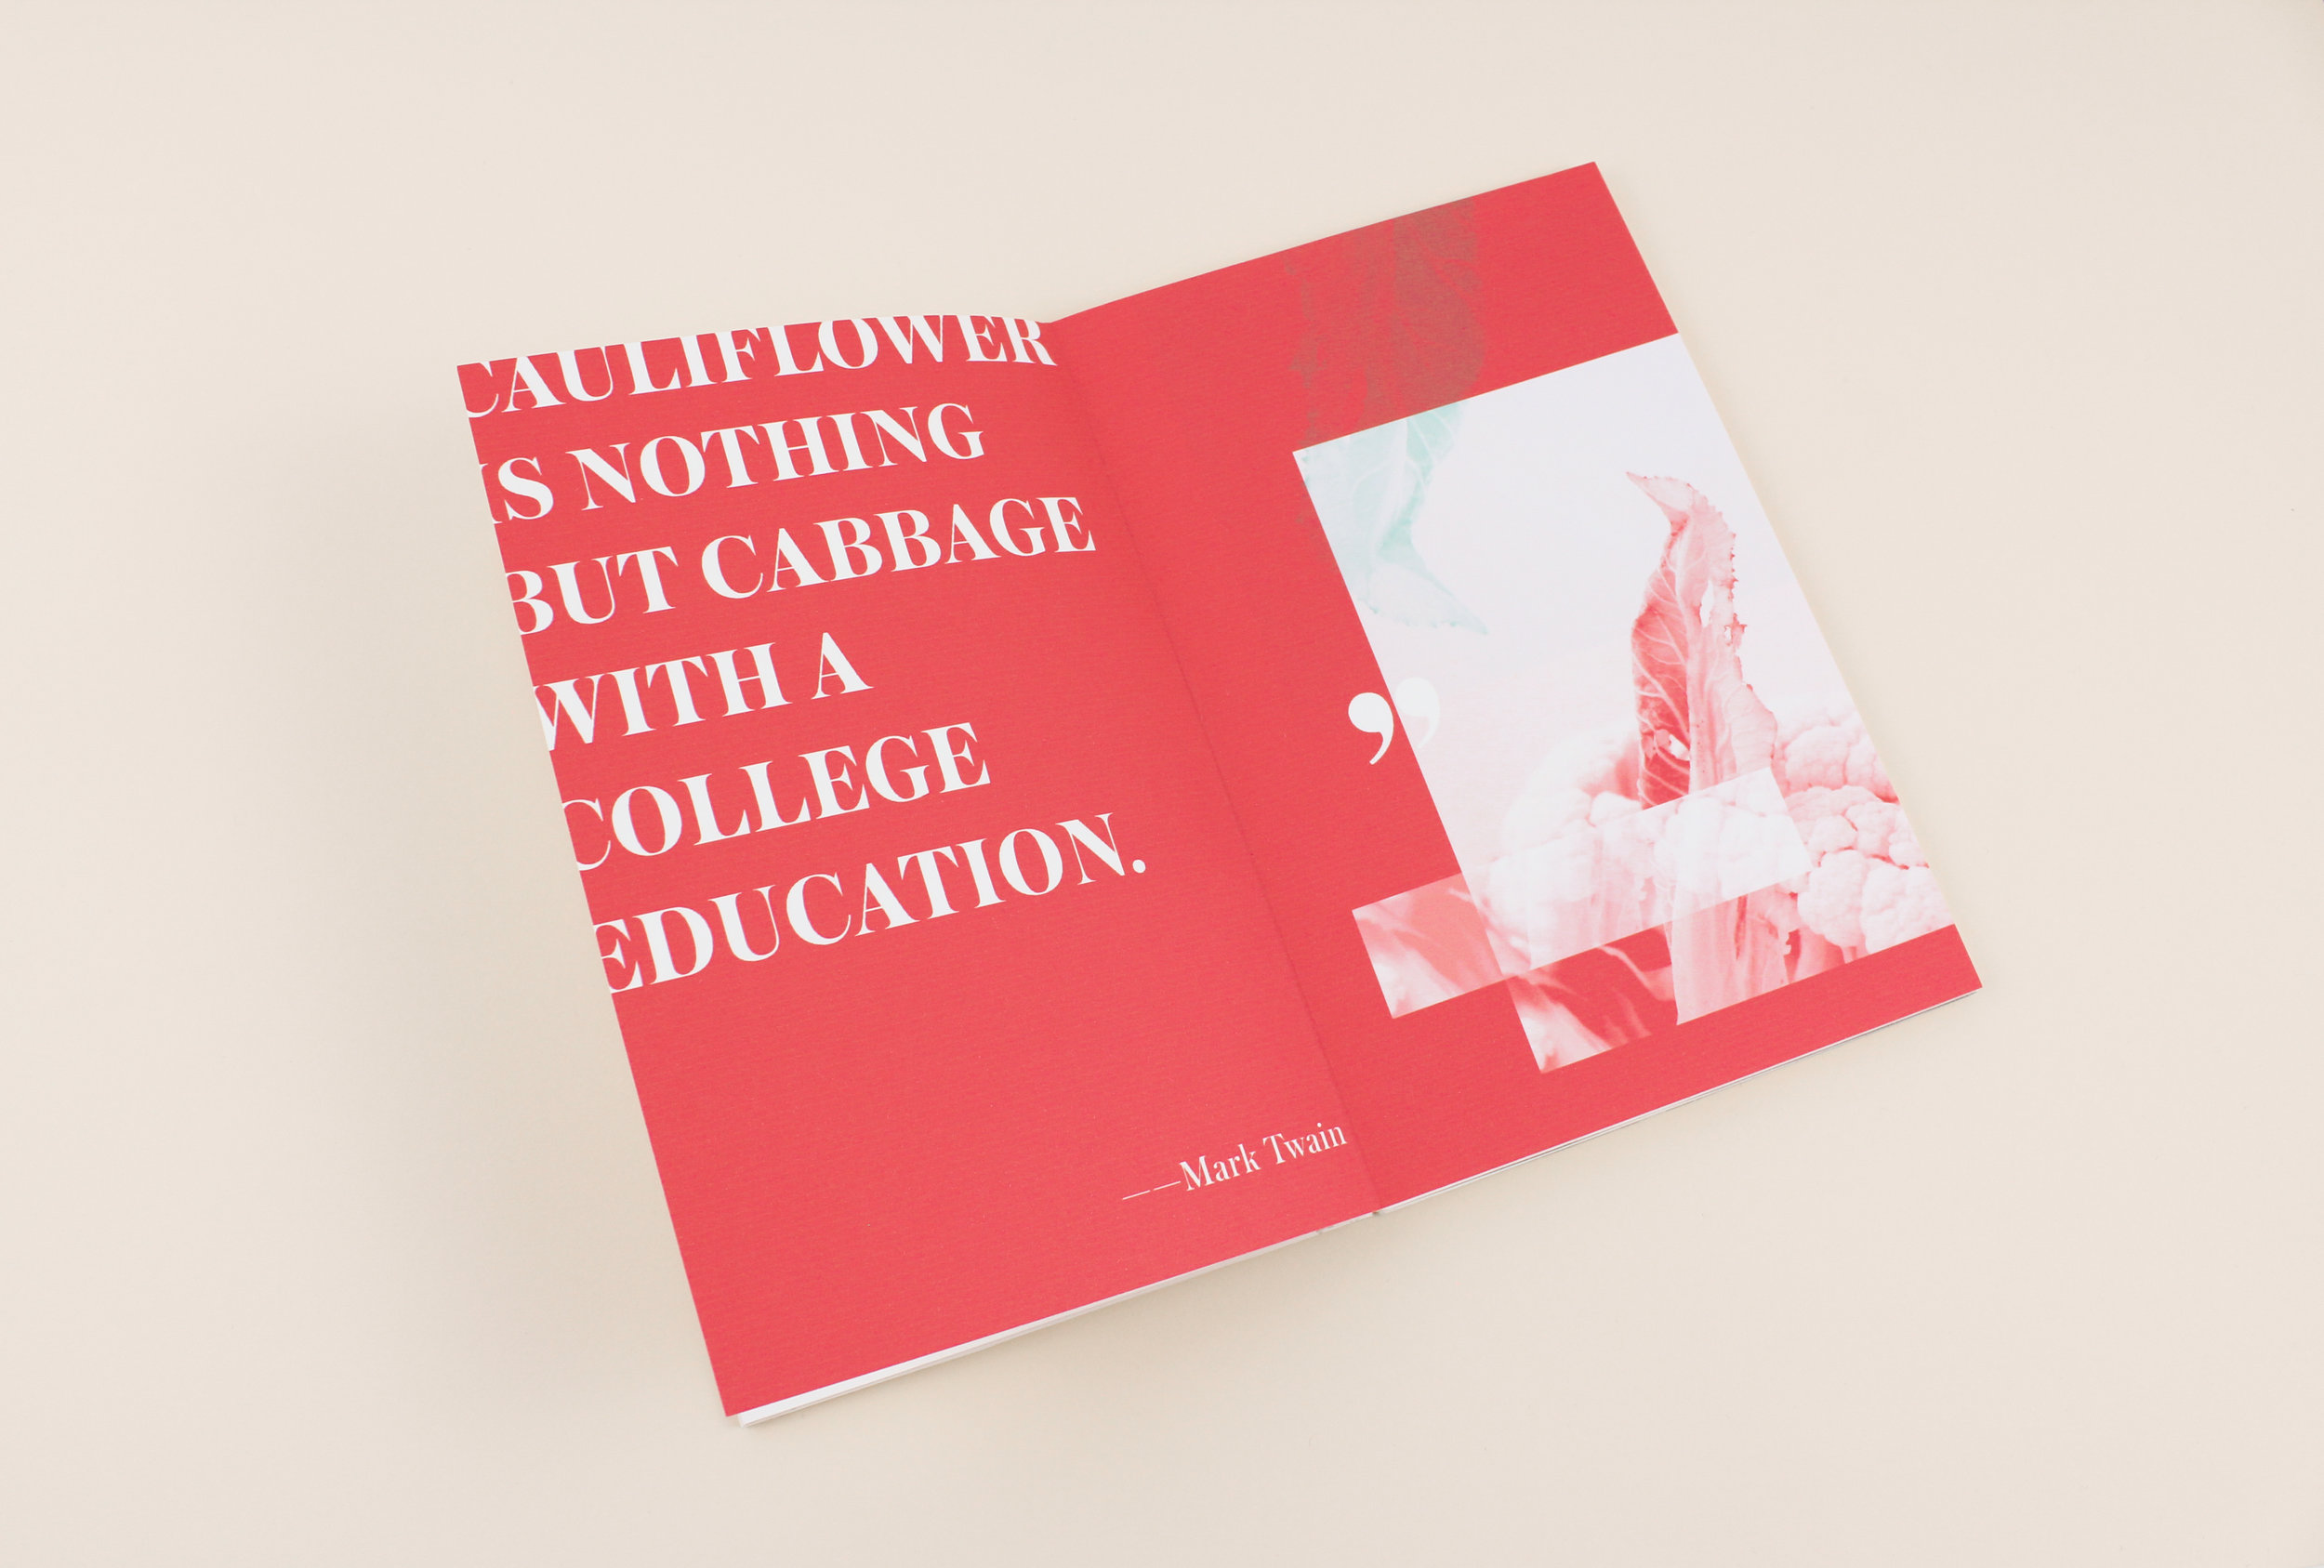 CAULIFLOWER
IS NOTHING
BUT CABBAGE
WITH A
COLLEGE
EDUCATION.
——Mark Twain
”